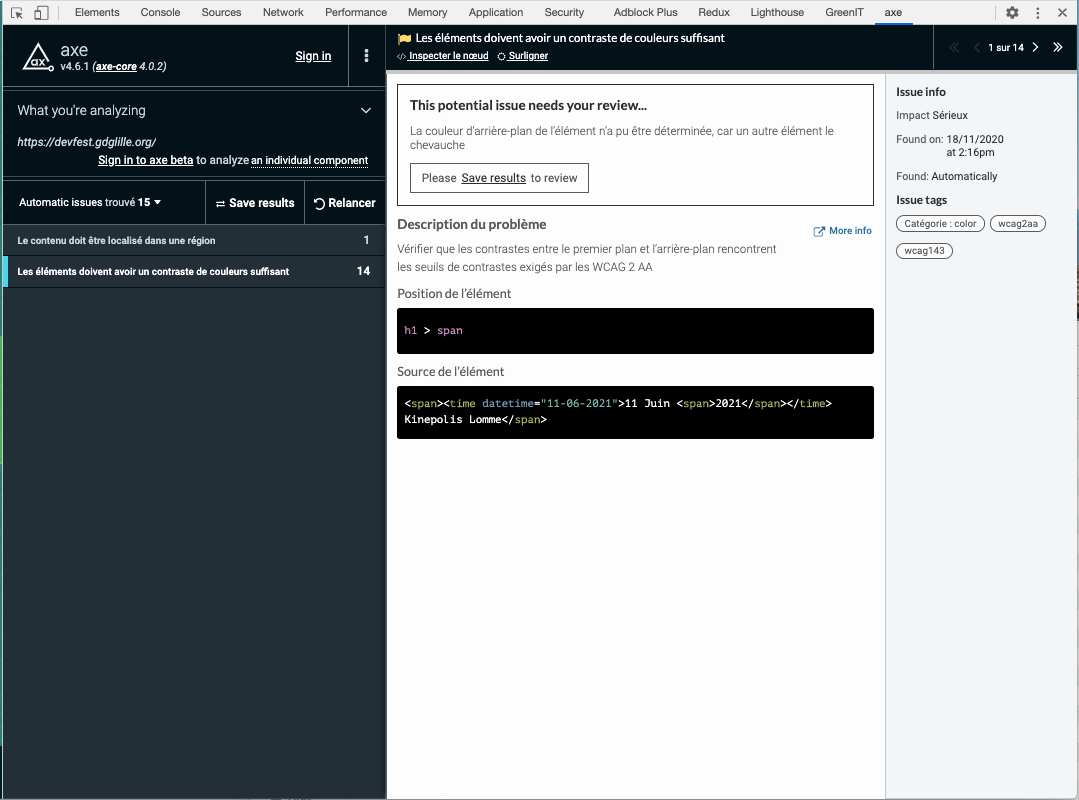 Elements Console Sources Network Performance Memory Application Security Adblock Plus Redux Lighthouse GreenIT axe
axe
v4.6.1 (axe-core 4.0.2)
Sign in
What you're analyzing
https://devfest.gdglille.org/
Sign in to axe beta to analyze an individual component
Automatic issues trouvé 15
Save results
Relancer
Le contenu doit être localisé dans une région 1
Les éléments doivent avoir un contraste de couleurs suffisant 14
Les éléments doivent avoir un contraste de couleurs suffisant
</> Inspecter le nœud Surligner
1 sur 14
This potential issue needs your review...
La couleur d'arrière-plan de l'élément n'a pu être déterminée, car un autre élément le
chevauche
Please Save results to review
Description du problème
More info
Vérifier que les contrastes entre le premier plan et l'arrière-plan rencontrent
les seuils de contrastes exigés par les WCAG 2 AA
Position de l'élément
h1 > span
Source de l'élément
<span><time datetime="11-06-2021">11 Juin <span>2021</span></time>
Kinepolis Lomme</span>
Issue info
Impact Sérieux
Found on: 18/11/2020
at 2:16pm
Found: Automatically
Issue tags
Catégorie : color
wcag2aa
wcag143